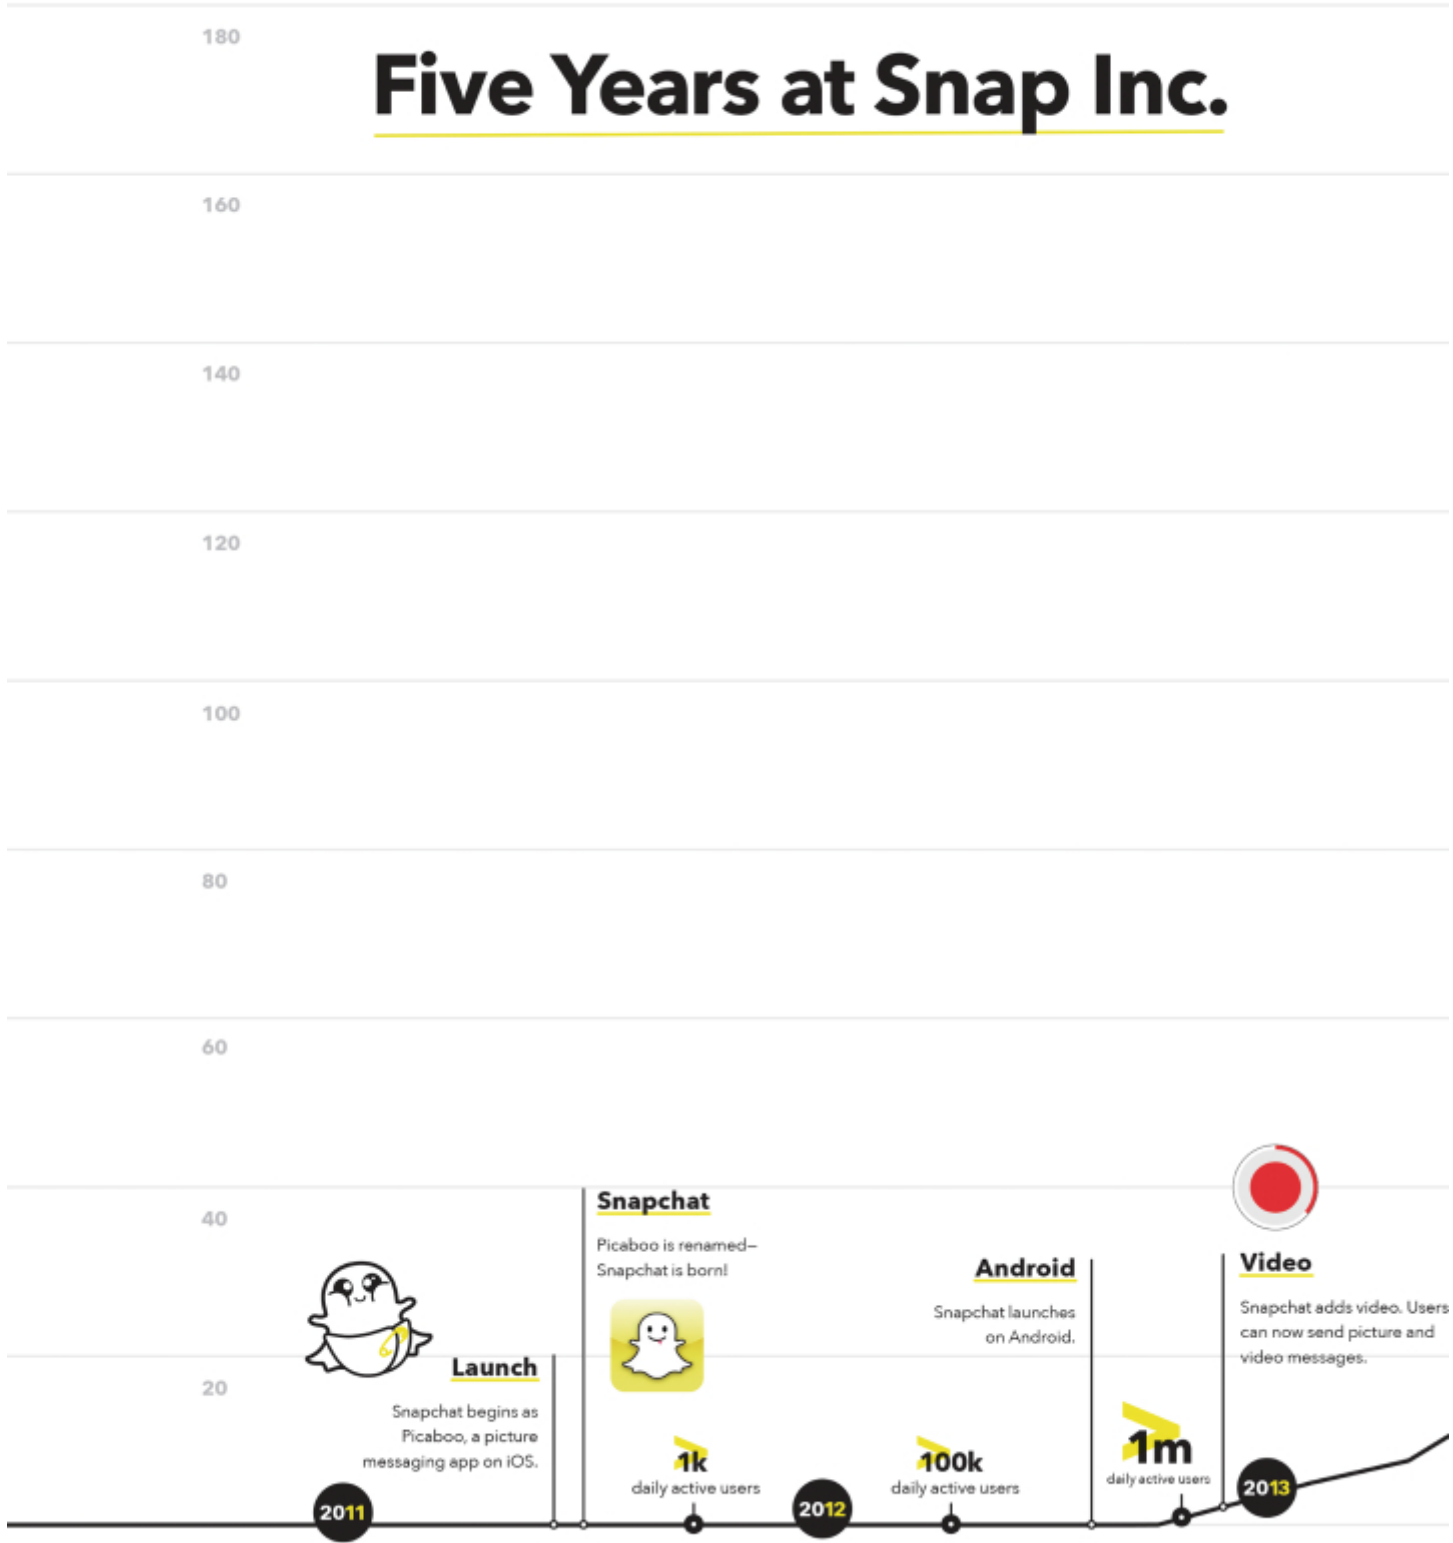 180
Five Years at Snap Inc.
160
140
120
100
80
60
40
20
Snapchat
Picaboo is renamed–
Snapchat is born!
Launch
Snapchat begins as
Picaboo, a picture
messaging app on iOS.
Android
Snapchat launches
on Android.
Video
Snapchat adds video. Users
can now send picture and
video messages.
> 1k
daily active users
> 100k
daily active users
> 1m
daily active users
2011
2012
2013